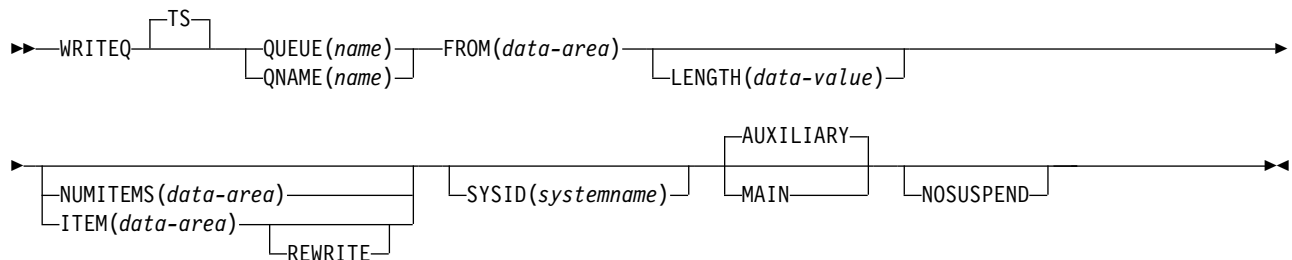 TS
WRITEQ QUEUE(name) FROM(data-area)
QNAME(name) LENGTH(data-value)
AUXILIARY
NUMITEMS(data-area) SYSID(systemname) MAIN NOSUSPEND
ITEM(data-area)
REWRITE